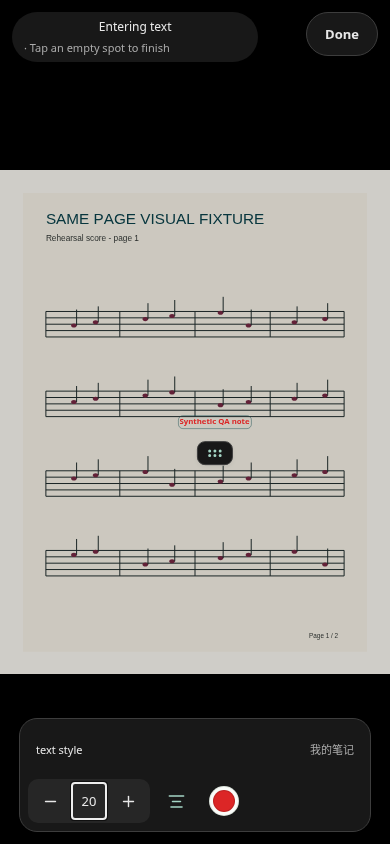 Entering text
· Tap an empty spot to finish
Done
SAME PAGE VISUAL FIXTURE
Rehearsal score - page 1
Synthetic QA note
Page 1 / 2
text style
我的笔记
20